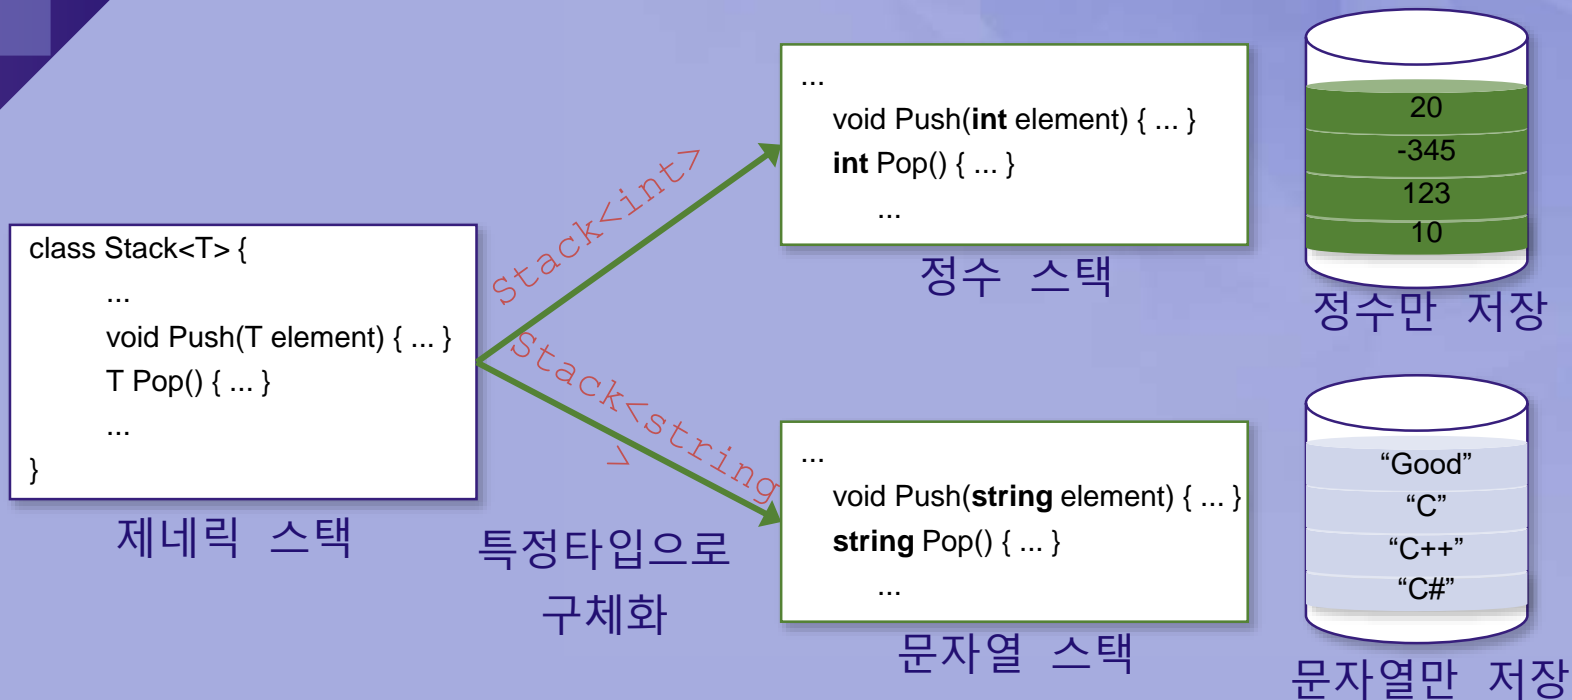 class Stack<T> {
...
void Push(T element) { ... }
T Pop() { ... }
...
}
제네릭 스택
Stack<int>
Stack<string
>
특정타입으로
구체화
...
void Push(int element) { ... }
int Pop() { ... }
...
정수 스택
20
-345
123
10
정수만 저장
...
void Push(string element) { ... }
string Pop() { ... }
...
문자열 스택
“Good”
“C”
“C++”
“C#”
문자열만 저장